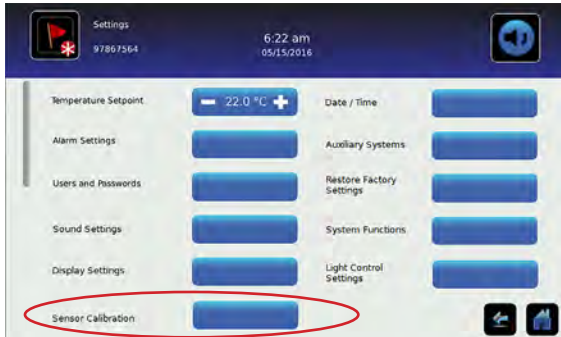 Settings
97867564
6:22 am
05/15/2016
Temperature Setpoint
22.0 °C
Date / Time
Alarm Settings
Auxiliary Systems
Users and Passwords
Restore Factory
Settings
Sound Settings
System Functions
Display Settings
Light Control
Settings
Sensor Calibration